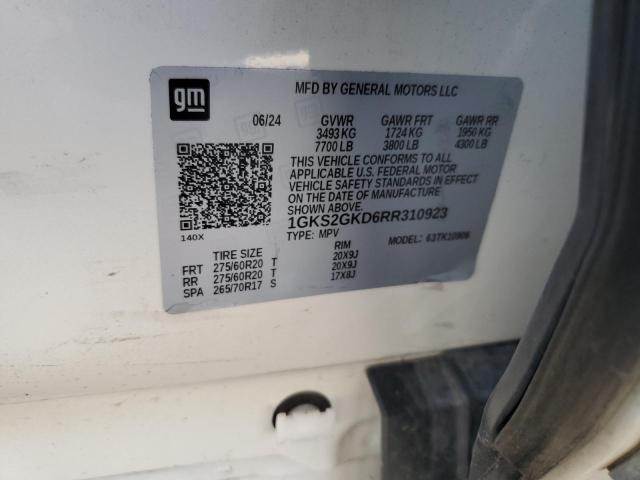 gm
MFD BY GENERAL MOTORS LLC
06/24 GVWR GAWR FRT GAWR RR
3493 KG 1724 KG 1950 KG
7700 LB 3800 LB 4300 LB
THIS VEHICLE CONFORMS TO ALL
APPLICABLE U.S. FEDERAL MOTOR
VEHICLE SAFETY STANDARDS IN EFFECT
ON THE DATE OF MANUFACTURE
SHOWN ABOVE.
1GKS2GKD6RR310923
140X TYPE: MPV MODEL: 63TK10906
TIRE SIZE RIM
FRT 275/60R20 T 20X9J
RR 275/60R20 T 20X9J
SPA 265/70R17 S 17X8J